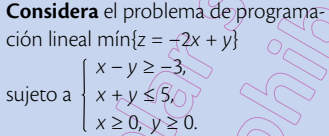 Considera el problema de programa-
ción lineal mín{z = −2x + y}
sujeto a { x − y ≥ −3,
x + y ≤ 5,
x ≥ 0, y ≥ 0.